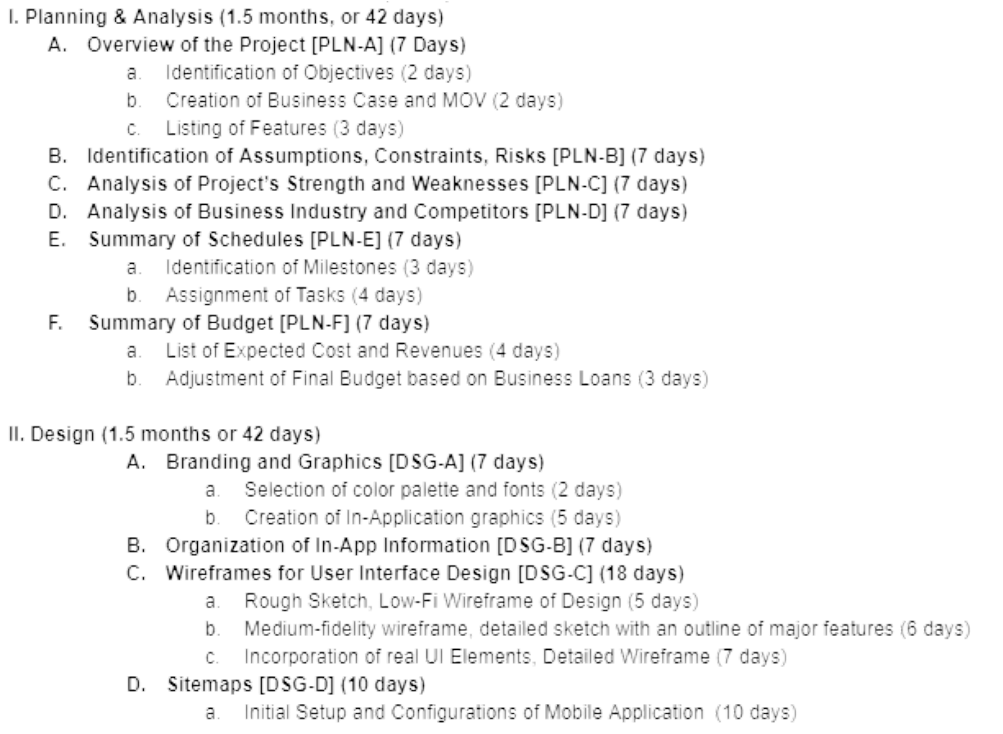 I. Planning & Analysis (1.5 months, or 42 days)
A. Overview of the Project [PLN-A] (7 Days)
a. Identification of Objectives (2 days)
b. Creation of Business Case and MOV (2 days)
c. Listing of Features (3 days)
B. Identification of Assumptions, Constraints, Risks [PLN-B] (7 days)
C. Analysis of Project's Strength and Weaknesses [PLN-C] (7 days)
D. Analysis of Business Industry and Competitors [PLN-D] (7 days)
E. Summary of Schedules [PLN-E] (7 days)
a. Identification of Milestones (3 days)
b. Assignment of Tasks (4 days)
F. Summary of Budget [PLN-F] (7 days)
a. List of Expected Cost and Revenues (4 days)
b. Adjustment of Final Budget based on Business Loans (3 days)
II. Design (1.5 months or 42 days)
A. Branding and Graphics [DSG-A] (7 days)
a. Selection of color palette and fonts (2 days)
b. Creation of In-Application graphics (5 days)
B. Organization of In-App Information [DSG-B] (7 days)
C. Wireframes for User Interface Design [DSG-C] (18 days)
a. Rough Sketch, Low-Fi Wireframe of Design (5 days)
b. Medium-fidelity wireframe, detailed sketch with an outline of major features (6 days)
c. Incorporation of real UI Elements, Detailed Wireframe (7 days)
D. Sitemaps [DSG-D] (10 days)
a. Initial Setup and Configurations of Mobile Application (10 days)